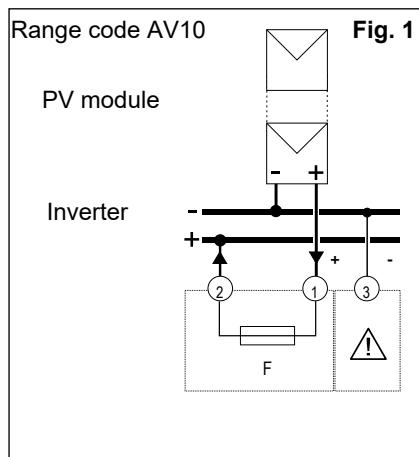 Range code AV10 Fig. 1
PV module
- +
Inverter
-
+
+ -
2 1 3
F